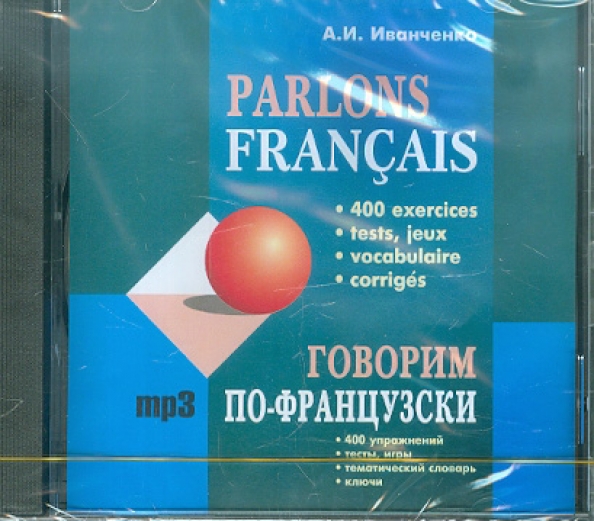 А.И. Иванченко
PARLONS
FRANÇAIS
• 400 exercices
• tests, jeux
• vocabulaire
• corrigés
ГОВОРИМ
mp3 ПО-ФРАНЦУЗСКИ
• 400 упражнений
• тесты, игры
• тематический словарь
• ключи